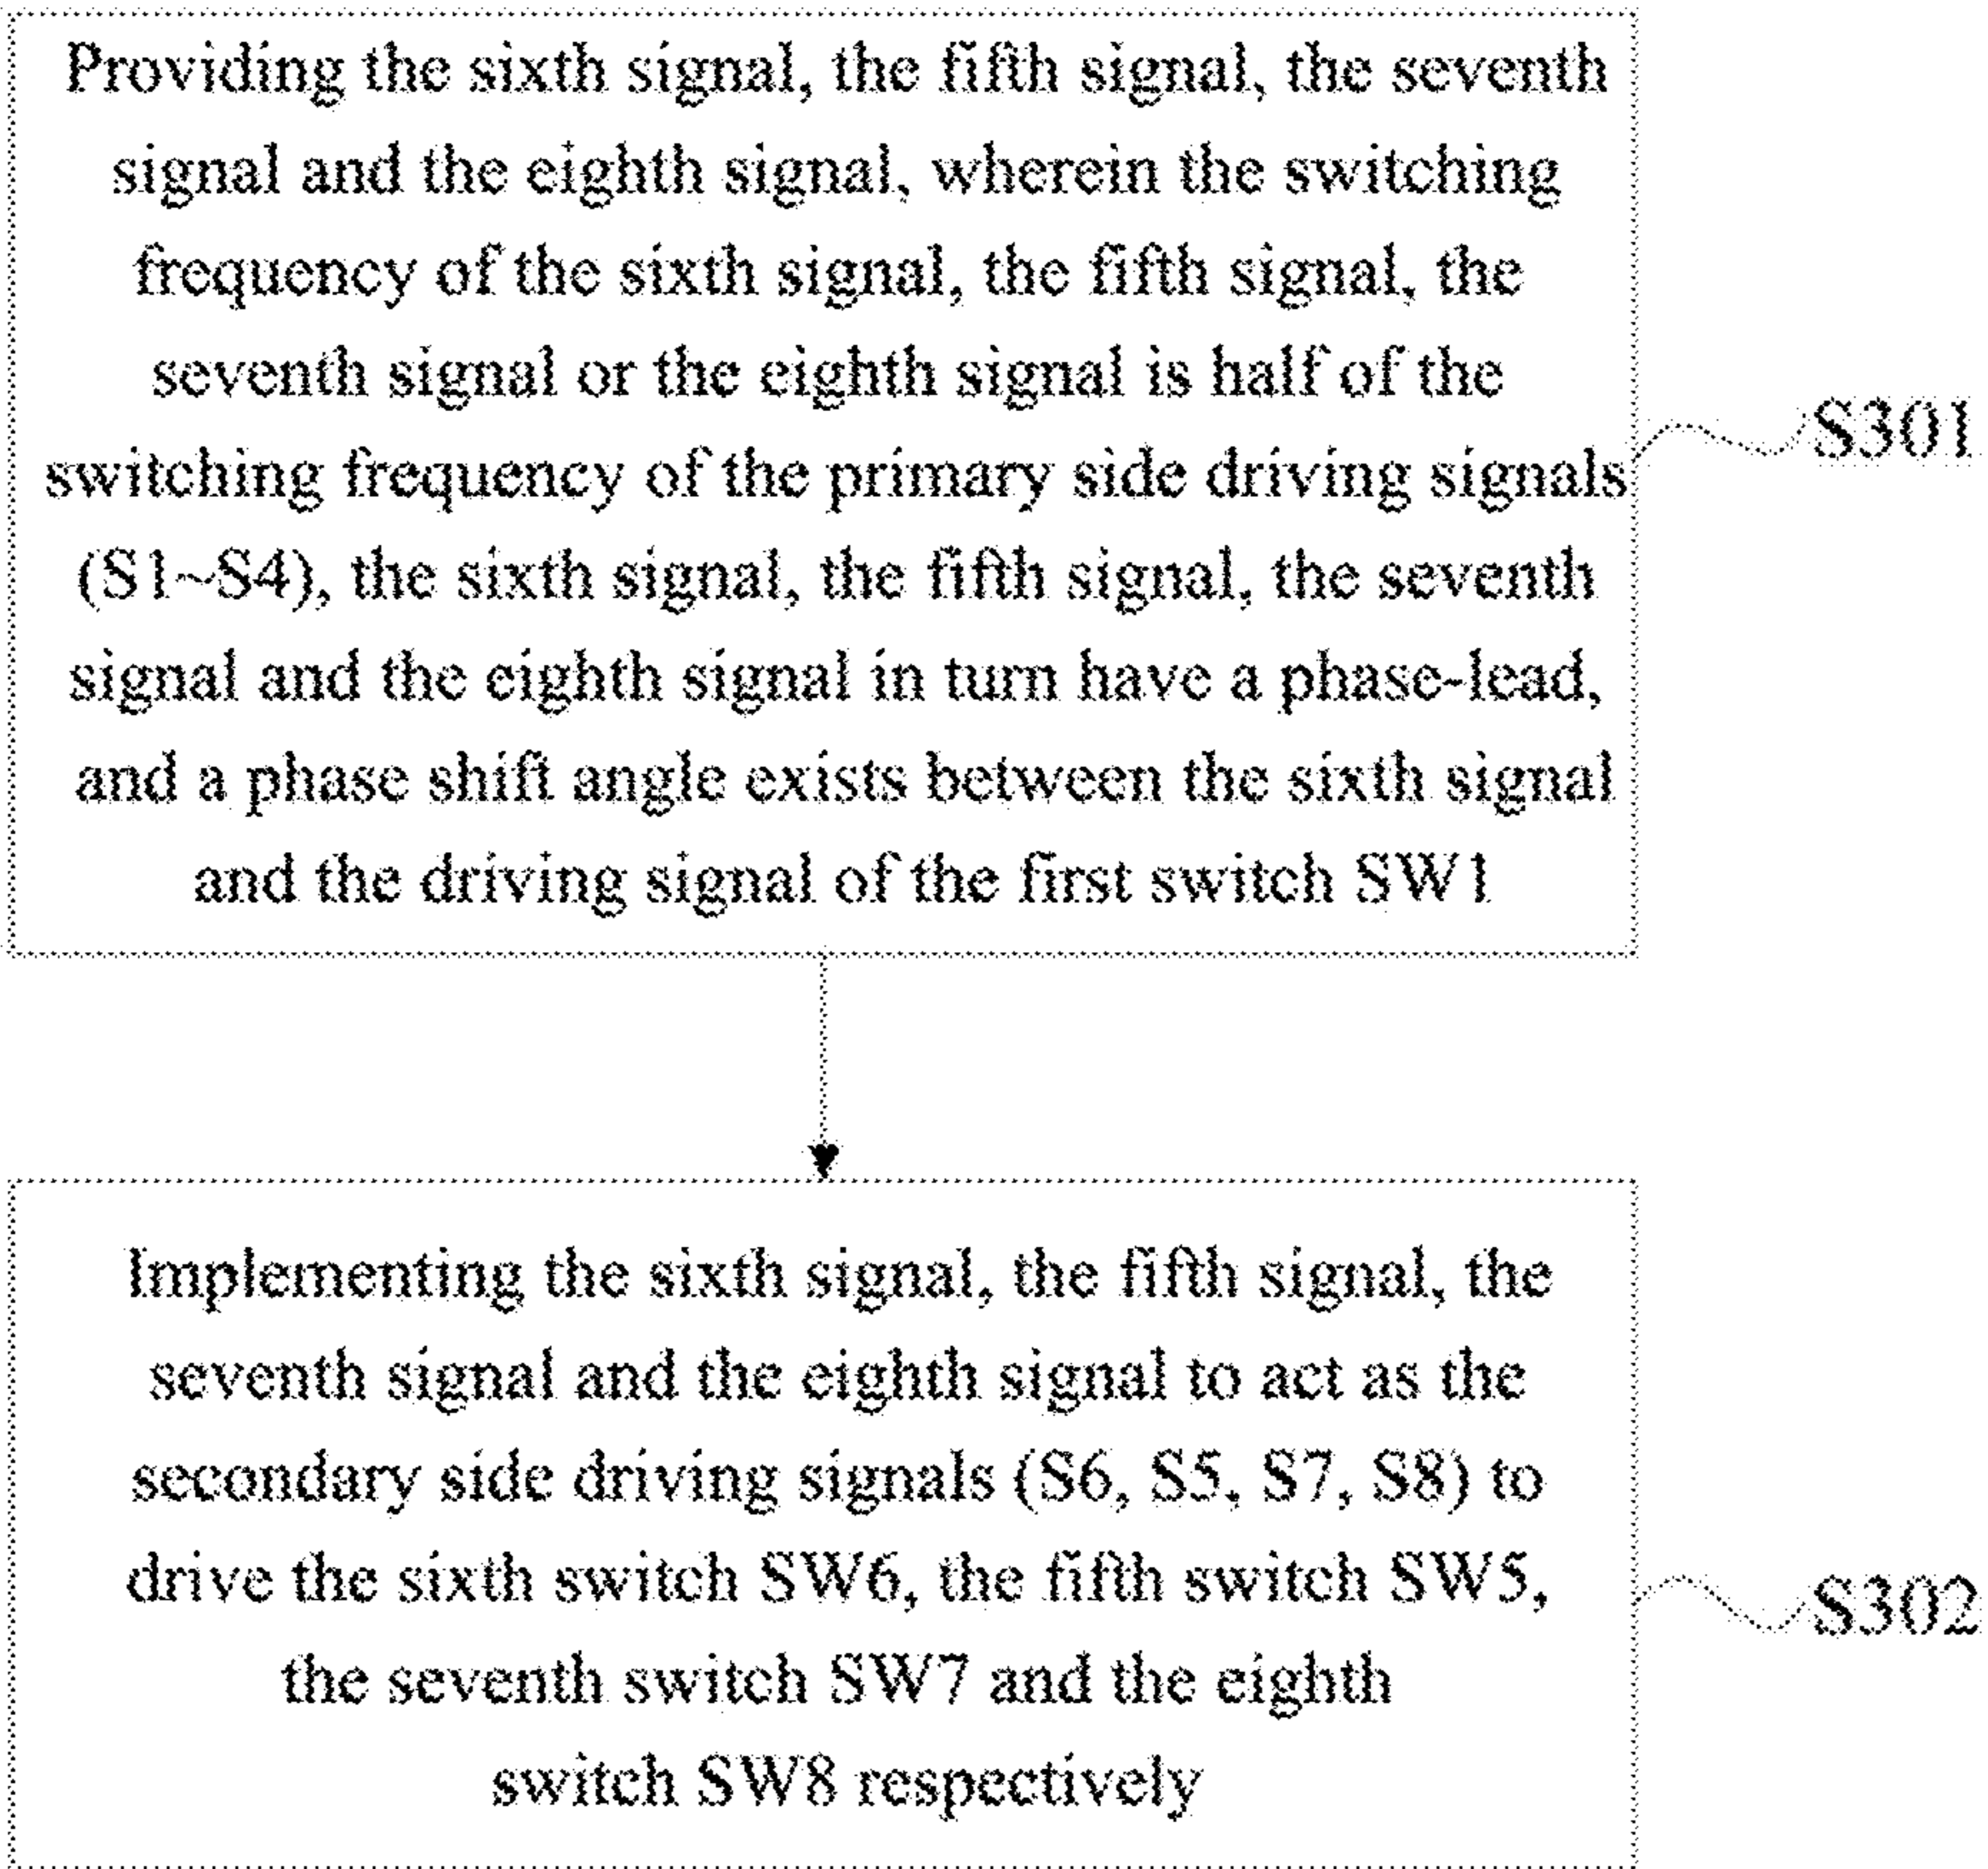 Providing the sixth signal, the fifth signal, the seventh
signal and the eighth signal, wherein the switching
frequency of the sixth signal, the fifth signal, the
seventh signal or the eighth signal is half of the
switching frequency of the primary side driving signals
(S1~S4), the sixth signal, the fifth signal, the seventh
signal and the eighth signal in turn have a phase-lead,
and a phase shift angle exists between the sixth signal
and the driving signal of the first switch SW1
S301
Implementing the sixth signal, the fifth signal, the
seventh signal and the eighth signal to act as the
secondary side driving signals (S6, S5, S7, S8) to
drive the sixth switch SW6, the fifth switch SW5,
the seventh switch SW7 and the eighth
switch SW8 respectively
S302